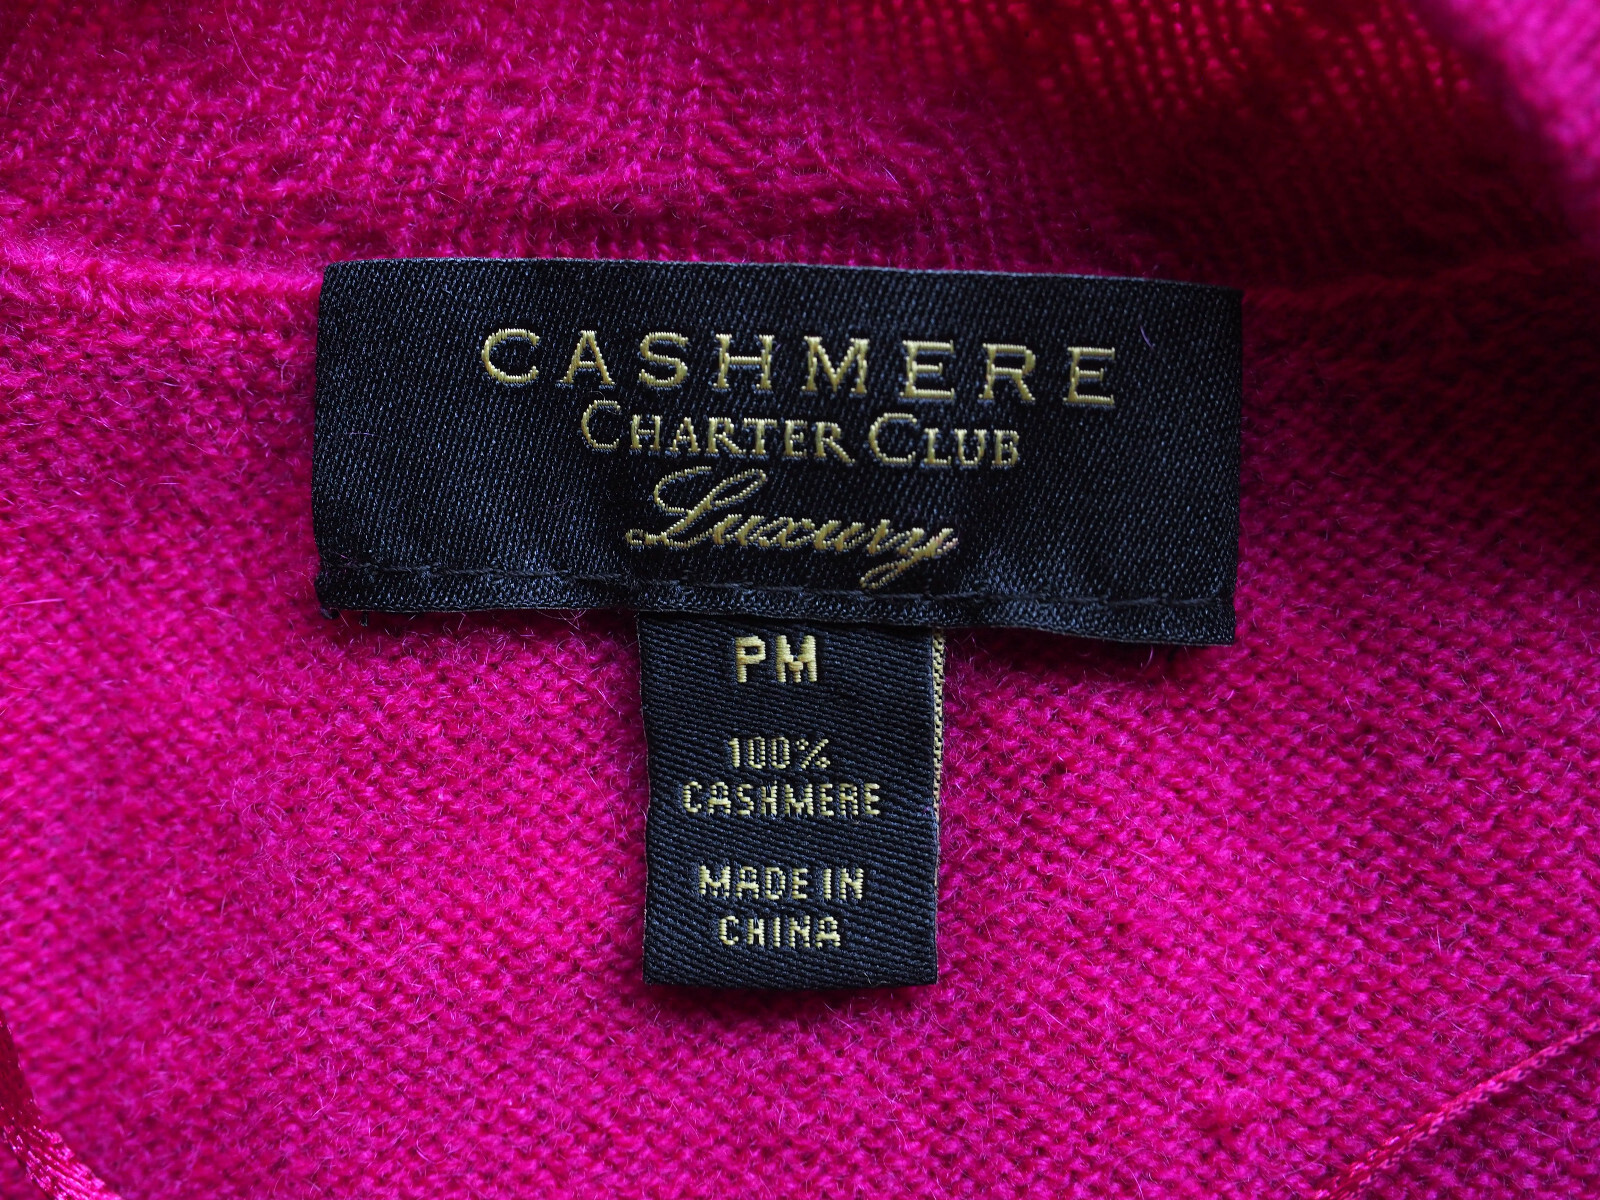 CASHMERE
CHARTER CLUB
Luxury
PM
100%
CASHMERE
MADE IN
CHINA